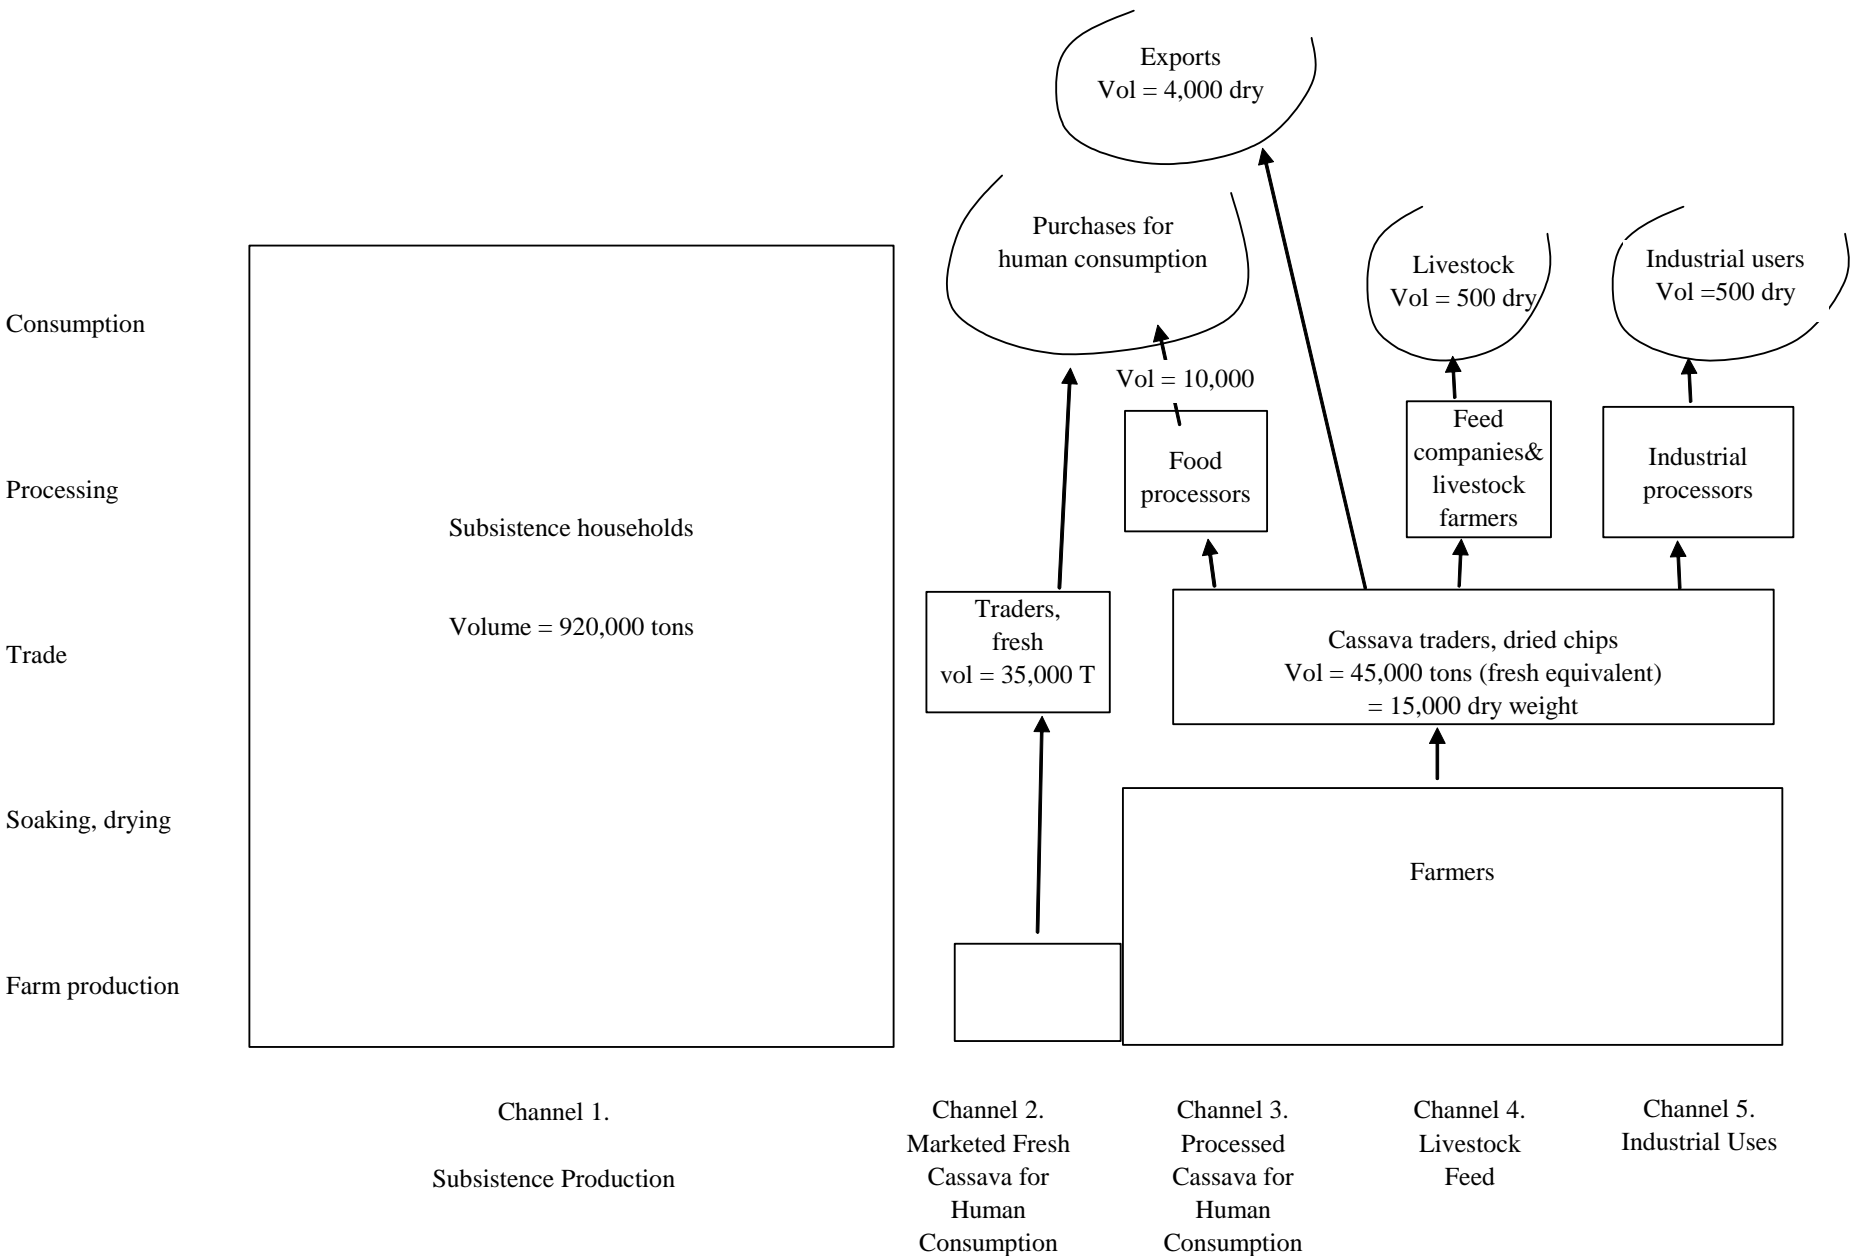 Exports
Vol = 4,000 dry
Purchases for
human consumption
Livestock
Vol = 500 dry
Industrial users
Vol =500 dry
Consumption
Vol = 10,000
Processing
Food
processors
Feed
companies&
livestock
farmers
Industrial
processors
Subsistence households
Volume = 920,000 tons
Trade
Traders,
fresh
vol = 35,000 T
Cassava traders, dried chips
Vol = 45,000 tons (fresh equivalent)
= 15,000 dry weight
Soaking, drying
Farmers
Farm production
Channel 1.
Subsistence Production
Channel 2.
Marketed Fresh
Cassava for
Human
Consumption
Channel 3.
Processed
Cassava for
Human
Consumption
Channel 4.
Livestock
Feed
Channel 5.
Industrial Uses